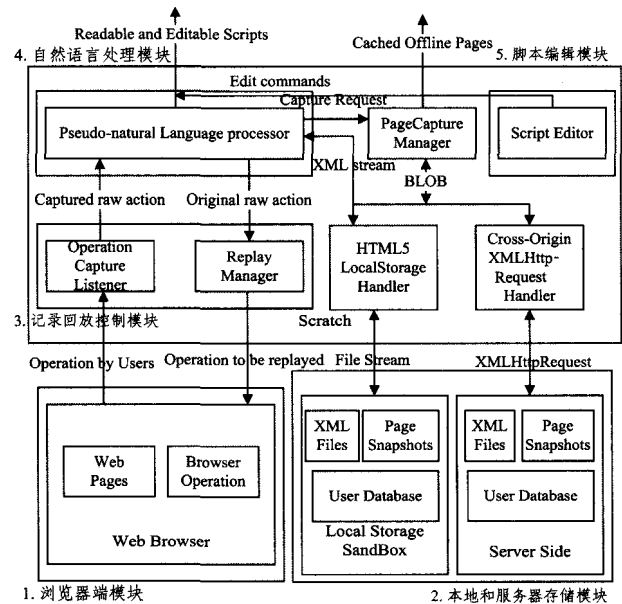 Readable and Editable Scripts
4. 自然语言处理模块
Cached Offline Pages
5. 脚本编辑模块
Edit commands
Capture Request
Pseudo-natural Language processor
PageCapture
Manager
Script Editor
XML stream
BLOB
Captured raw action
Original raw action
Operation
Capture
Listener
Replay
Manager
HTML5
LocalStorage
Handler
Cross-Origin
XMLHttp-
Request
Handler
3. 记录回放控制模块
Scratch
Operation by Users
Operation to be replayed
File Stream
XMLHttpRequest
Web
Pages
Browser
Operation
Web Browser
XML
Files
Page
Snapshots
User Database
Local Storage
SandBox
XML
Files
Page
Snapshots
User Database
Server Side
1. 浏览器端模块
2. 本地和服务器存储模块